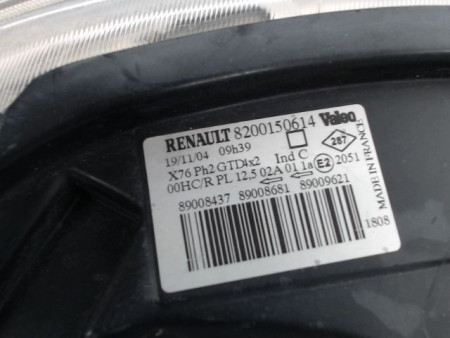 RENAULT 8200150614 Valeo
19/11/04 09h39 287
X76 Ph2 GTD4x2 Ind C
00HC/R PL 12.5 02A 01 1a E2 2051
89008437 89008681 89009621
MADE IN FRANCE
1808